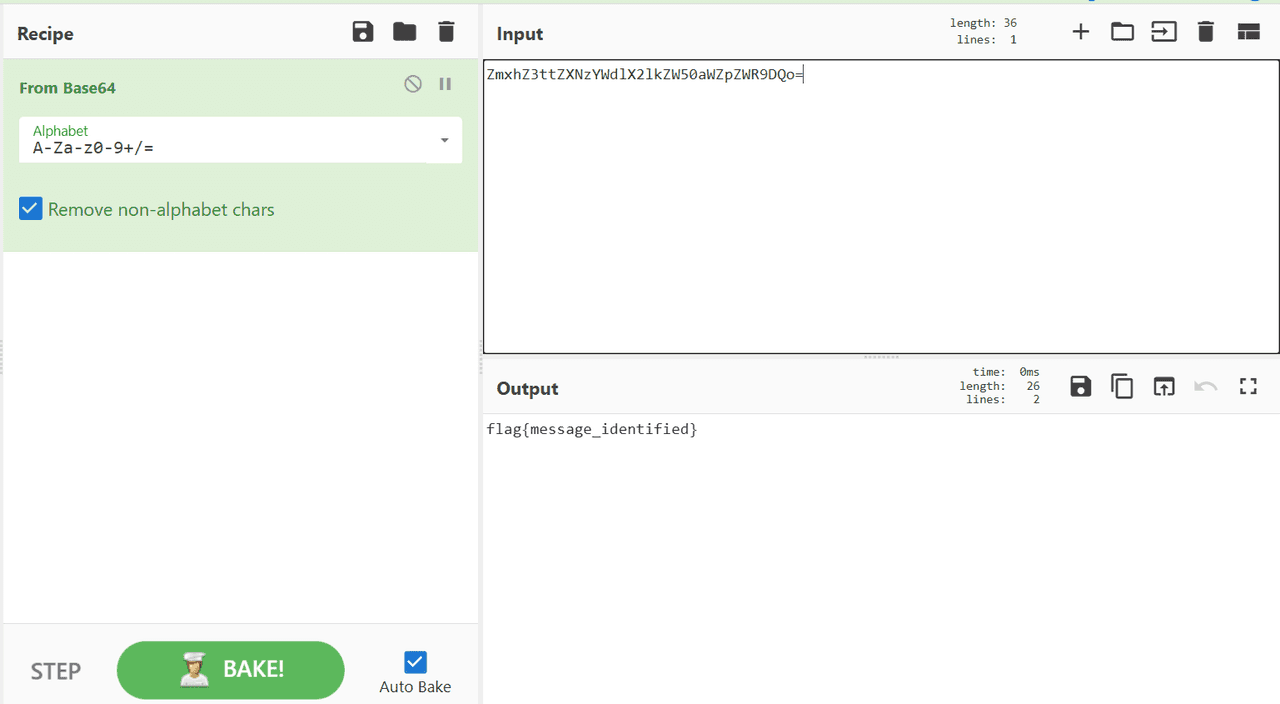 Recipe
From Base64
Alphabet
A-Za-z0-9+/=
Remove non-alphabet chars
STEP
BAKE!
Auto Bake
Input
length: 36
lines: 1
ZmxhZ3ttZXNzYWdlX2lkZW50aWZpZWR9DQo=
Output
time: 0ms
length: 26
lines: 2
flag{message_identified}